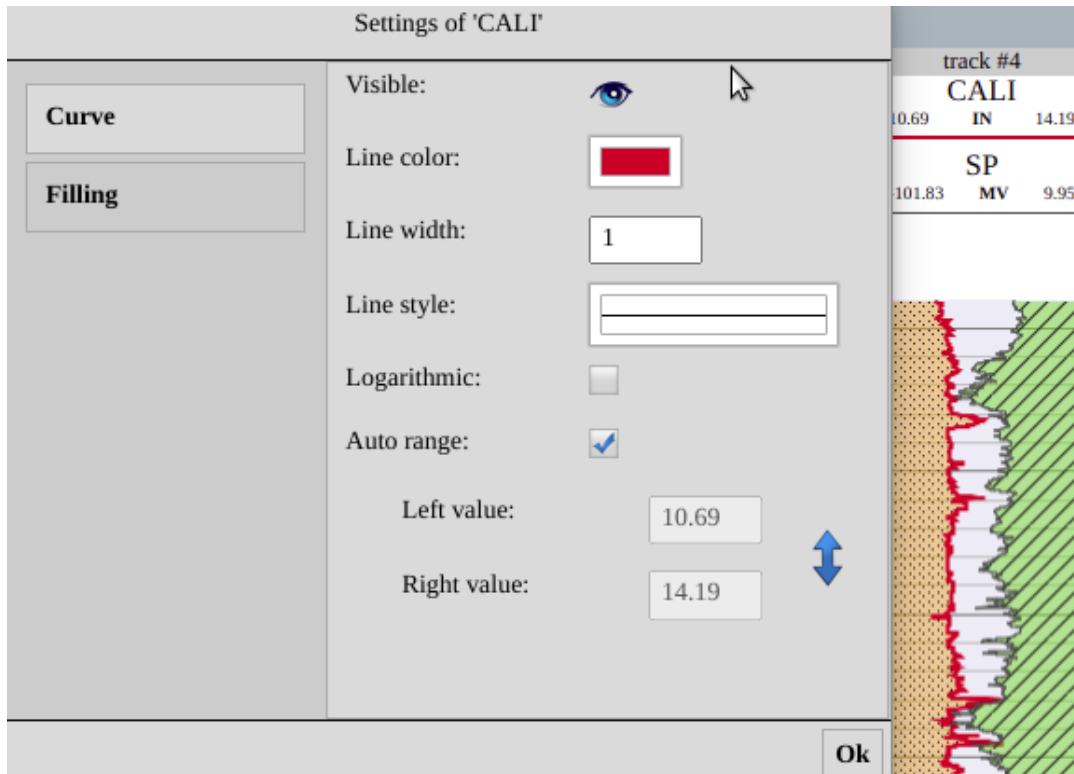 Settings of 'CALI'
Curve
Filling
Visible:
Line color:
Line width:
1
Line style:
Logarithmic:
Auto range:
Left value:
10.69
Right value:
14.19
Ok
track #4
CALI
10.69 IN 14.19
SP
-101.83 MV 9.95